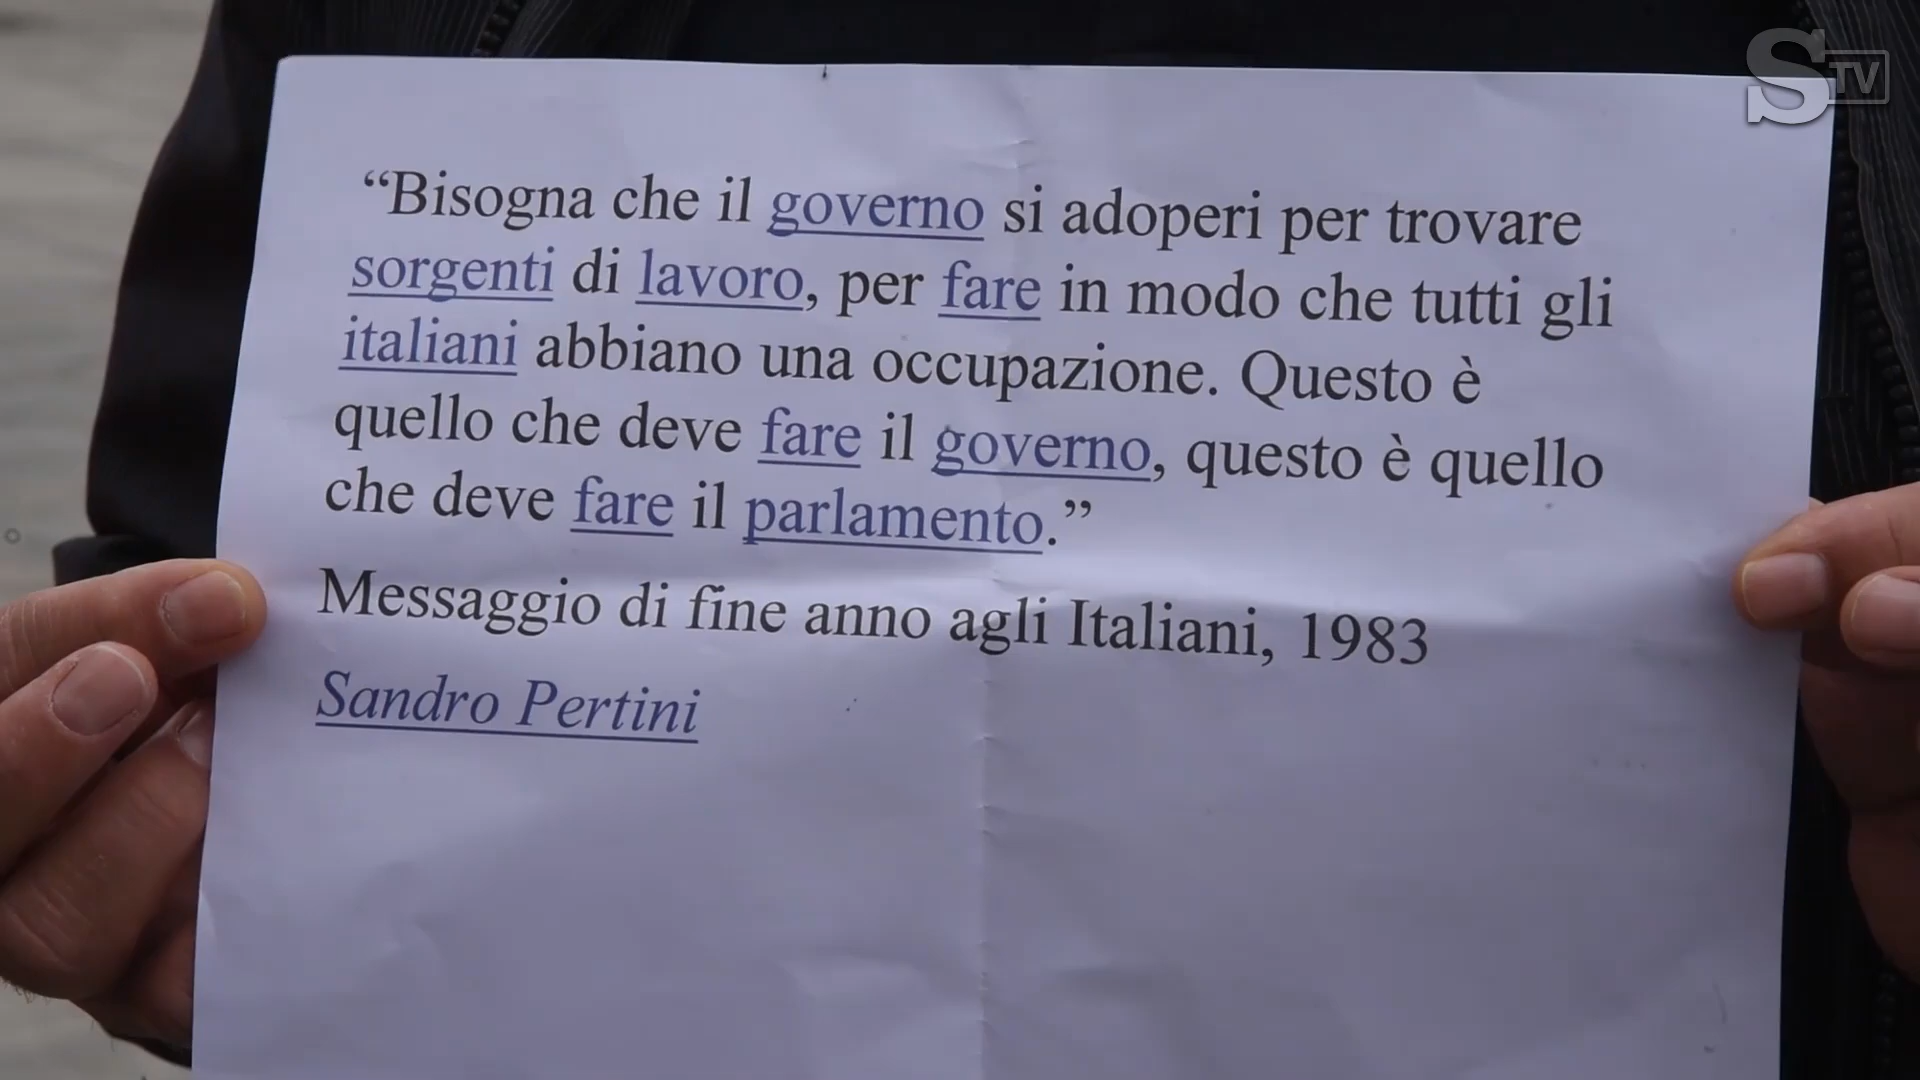 “Bisogna che il governo si adoperi per trovare
sorgenti di lavoro, per fare in modo che tutti gli
italiani abbiano una occupazione. Questo è
quello che deve fare il governo, questo è quello
che deve fare il parlamento.”
Messaggio di fine anno agli Italiani, 1983
Sandro Pertini
STV